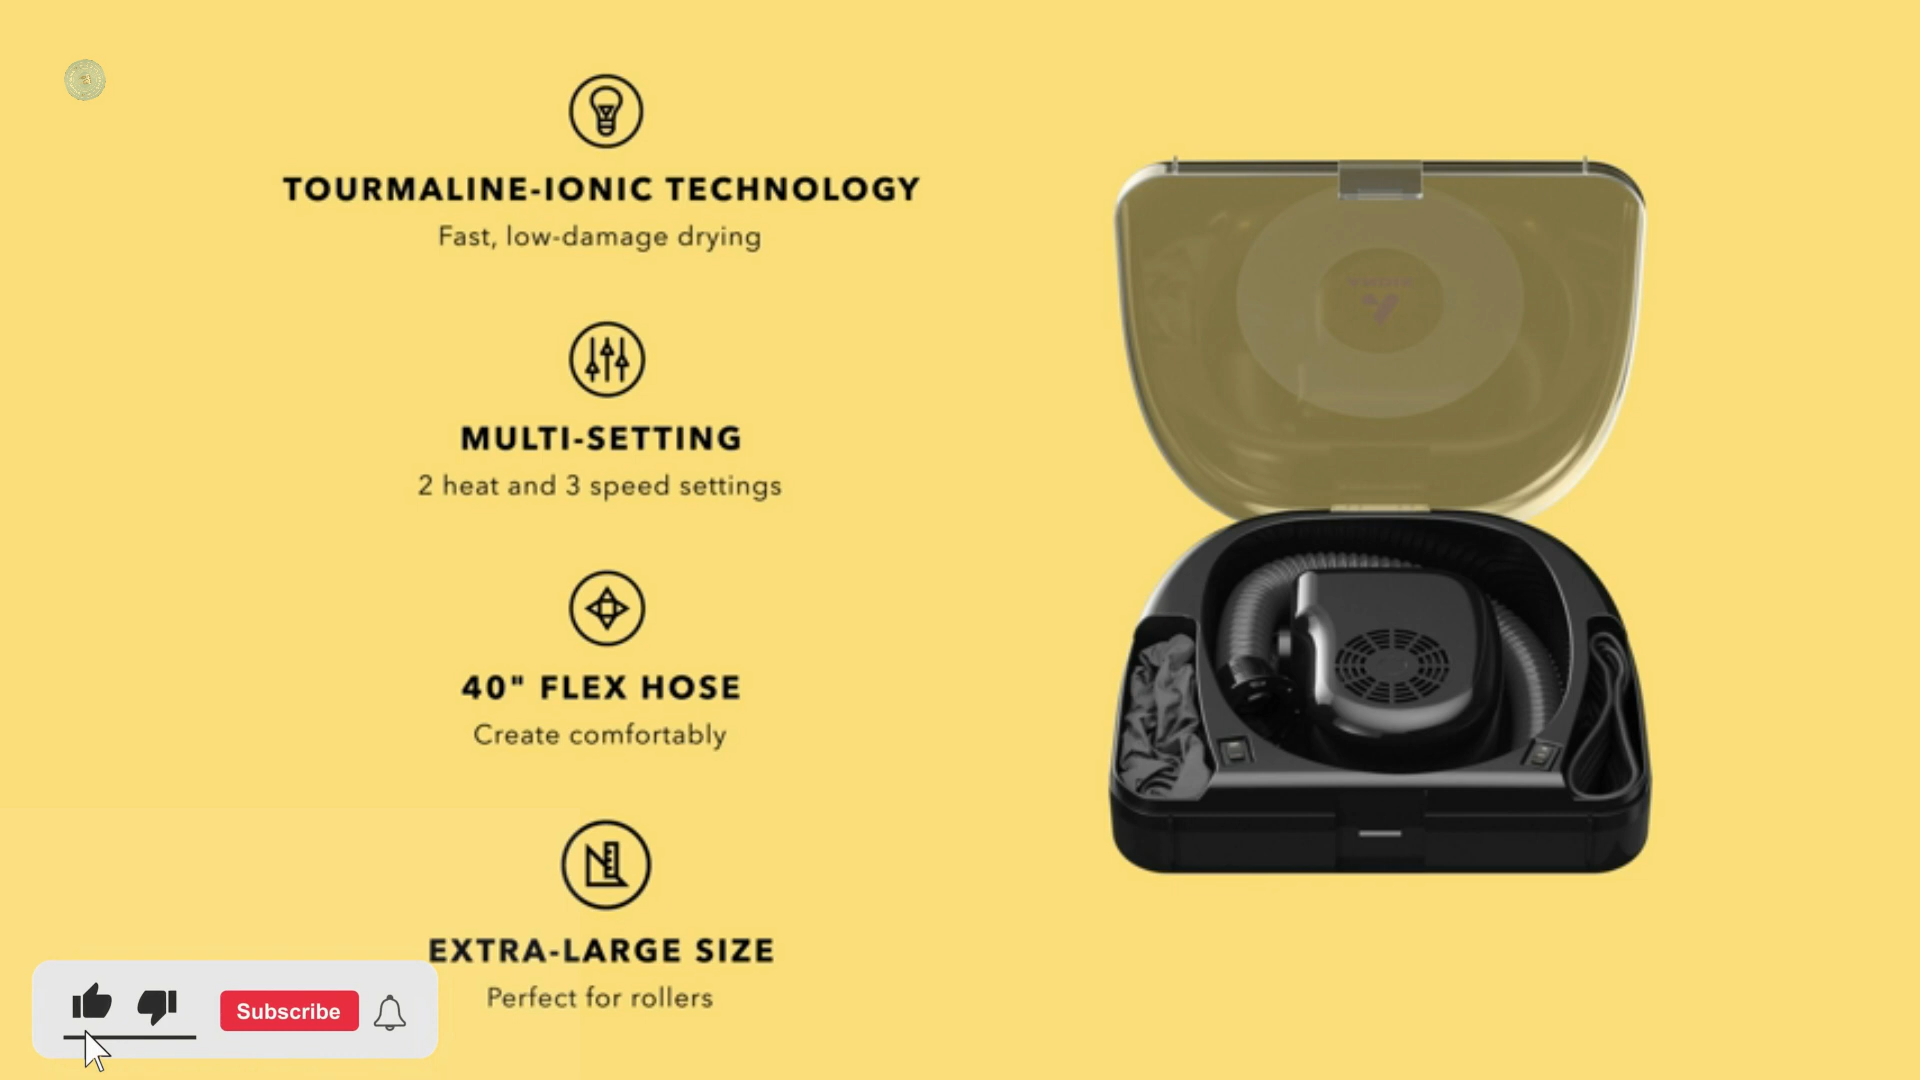 TOURMALINE-IONIC TECHNOLOGY
Fast, low-damage drying
MULTI-SETTING
2 heat and 3 speed settings
40" FLEX HOSE
Create comfortably
EXTRA-LARGE SIZE
Perfect for rollers
Subscribe